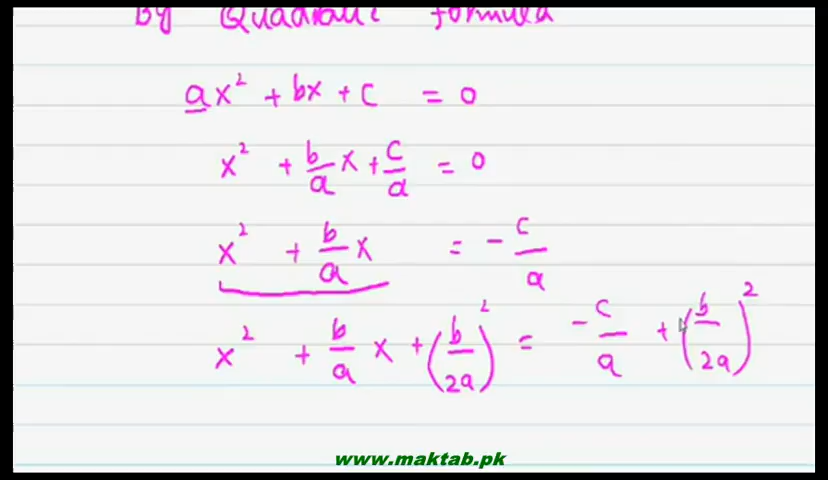 By Quadratic formula
ax² + bx + c = 0
x² + b/a x + c/a = 0
x² + b/a x = - c/a
x² + b/a x + (b/2a)² = - c/a + (b/2a)²
www.maktab.pk